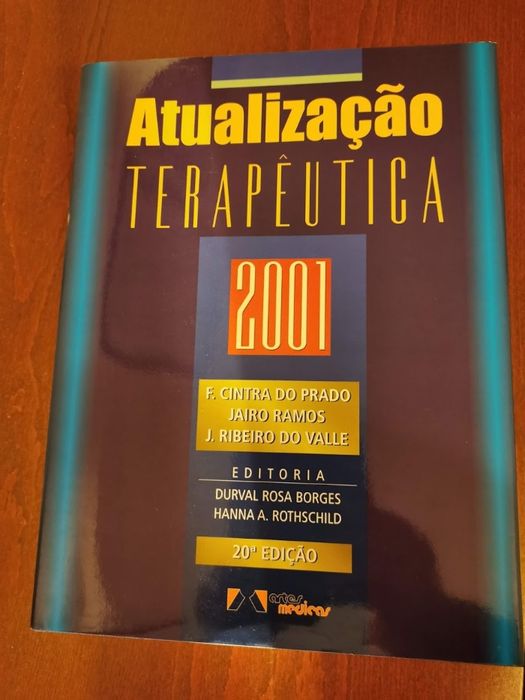 Atualização
TERAPÊUTICA
2001
F. CINTRA DO PRADO
JAIRO RAMOS
J. RIBEIRO DO VALLE
EDITORIA
DURVAL ROSA BORGES
HANNA A. ROTHSCHILD
20ª EDIÇÃO
artes
medicas